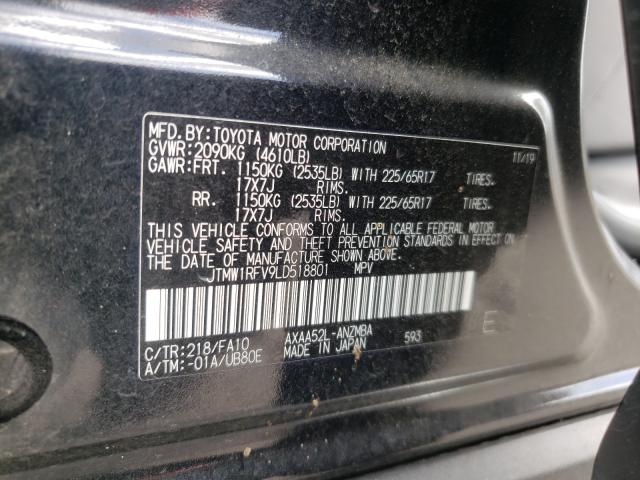 MFD.BY:TOYOTA MOTOR CORPORATION 11/19
GVWR:2090KG (4610LB)
GAWR:FRT. 1150KG (2535LB) WITH 225/65R17 TIRES.
17X7J RIMS.
RR. 1150KG (2535LB) WITH 225/65R17 TIRES.
17X7J RIMS.
THIS VEHICLE CONFORMS TO ALL APPLICABLE FEDERAL MOTOR
VEHICLE SAFETY AND THEFT PREVENTION STANDARDS IN EFFECT ON
THE DATE OF MANUFACTURE SHOWN ABOVE.
JTMW1RFV9LD518801 MPV
C/TR:218/FA10 AXAA52L-ANZMBA 593
A/TM:-01A/UB80E MADE IN JAPAN
E